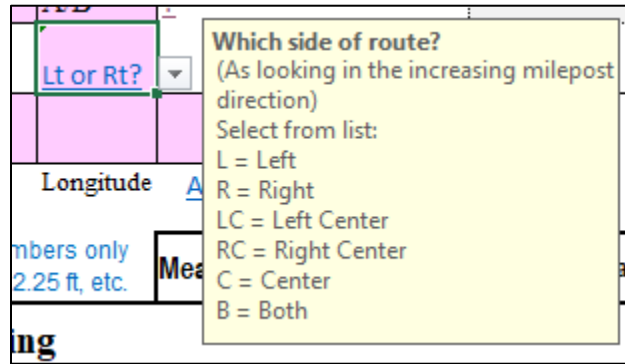 Lt or Rt?
Which side of route?
(As looking in the increasing milepost
direction)
Select from list:
L = Left
R = Right
LC = Left Center
RC = Right Center
C = Center
B = Both
Longitude A
mbers only
2.25 ft, etc.
Mea
ing